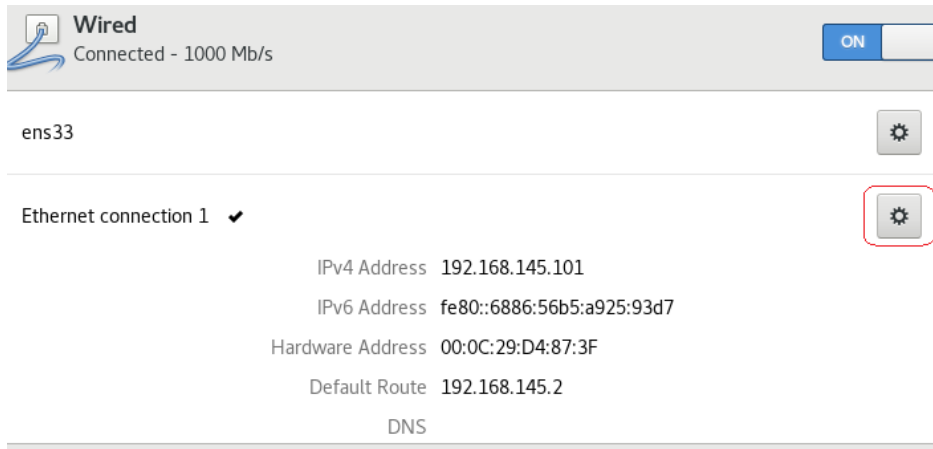 Wired
Connected - 1000 Mb/s
ON
ens33
Ethernet connection 1 ✔
IPv4 Address 192.168.145.101
IPv6 Address fe80::6886:56b5:a925:93d7
Hardware Address 00:0C:29:D4:87:3F
Default Route 192.168.145.2
DNS